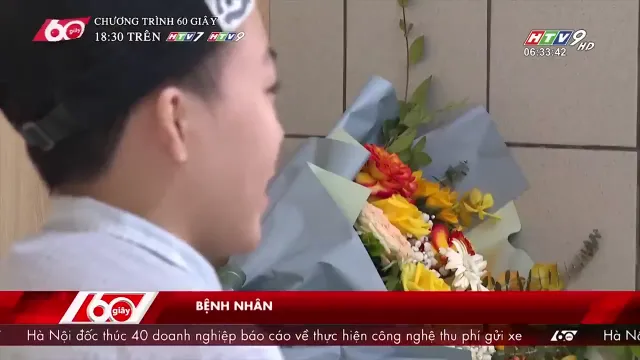 60 giây
CHƯƠNG TRÌNH 60 GIÂY
18:30 TRÊN HTV7 HTV9
HTV9 HD
06:33:42
60 giây
BỆNH NHÂN
Hà Nội đốc thúc 40 doanh nghiệp báo cáo về thực hiện công nghệ thu phí gửi xe 60 Hà N